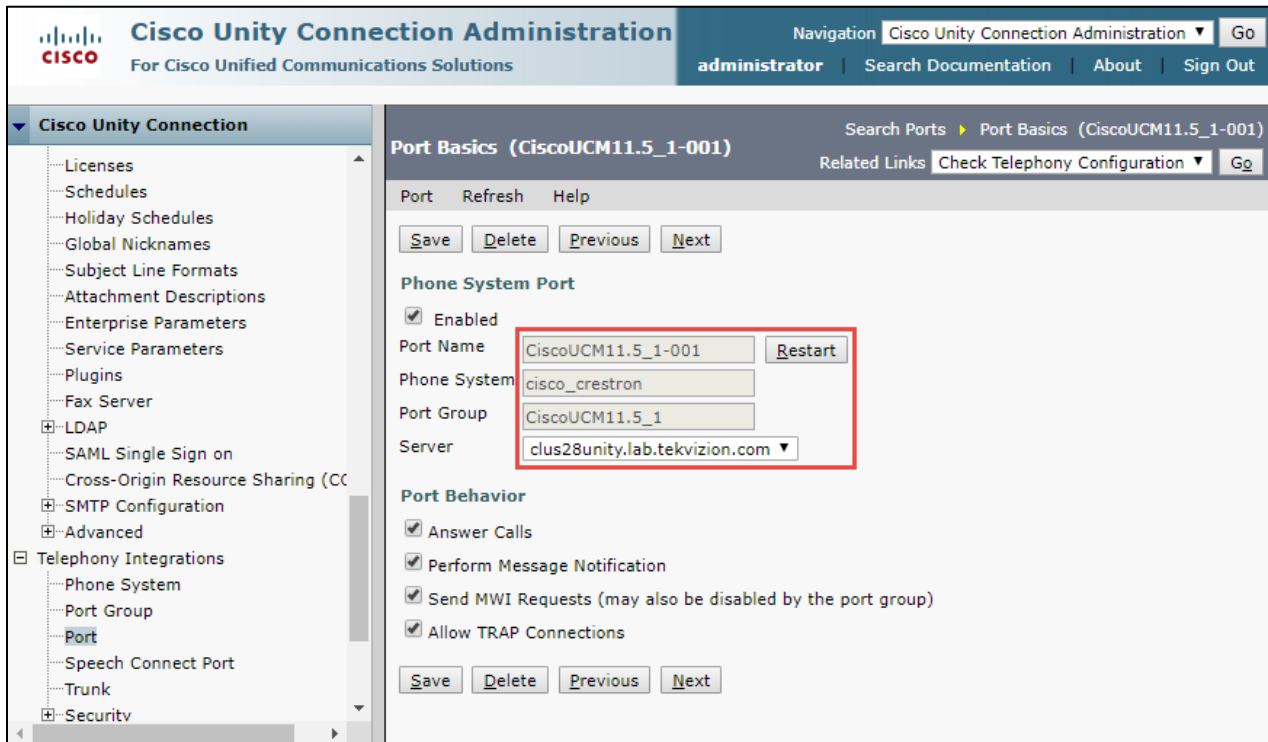 Cisco Unity Connection Administration
Navigation Cisco Unity Connection Administration ▼ Go
CISCO
For Cisco Unified Communications Solutions
administrator | Search Documentation | About | Sign Out
Cisco Unity Connection
Licenses
Schedules
Holiday Schedules
Global Nicknames
Subject Line Formats
Attachment Descriptions
Enterprise Parameters
Service Parameters
Plugins
Fax Server
LDAP
SAML Single Sign on
Cross-Origin Resource Sharing (CC
SMTP Configuration
Advanced
Telephony Integrations
Phone System
Port Group
Port
Speech Connect Port
Trunk
Security
Port Basics (CiscoUCM11.5_1-001)
Search Ports Port Basics (CiscoUCM11.5_1-001)
Related Links Check Telephony Configuration ▼ Go
Port Refresh Help
Save Delete Previous Next
Phone System Port
Enabled
Port Name CiscoUCM11.5_1-001 Restart
Phone System cisco_crestron
Port Group CiscoUCM11.5_1
Server clus28unity.lab.tekvizion.com ▼
Port Behavior
Answer Calls
Perform Message Notification
Send MWI Requests (may also be disabled by the port group)
Allow TRAP Connections
Save Delete Previous Next